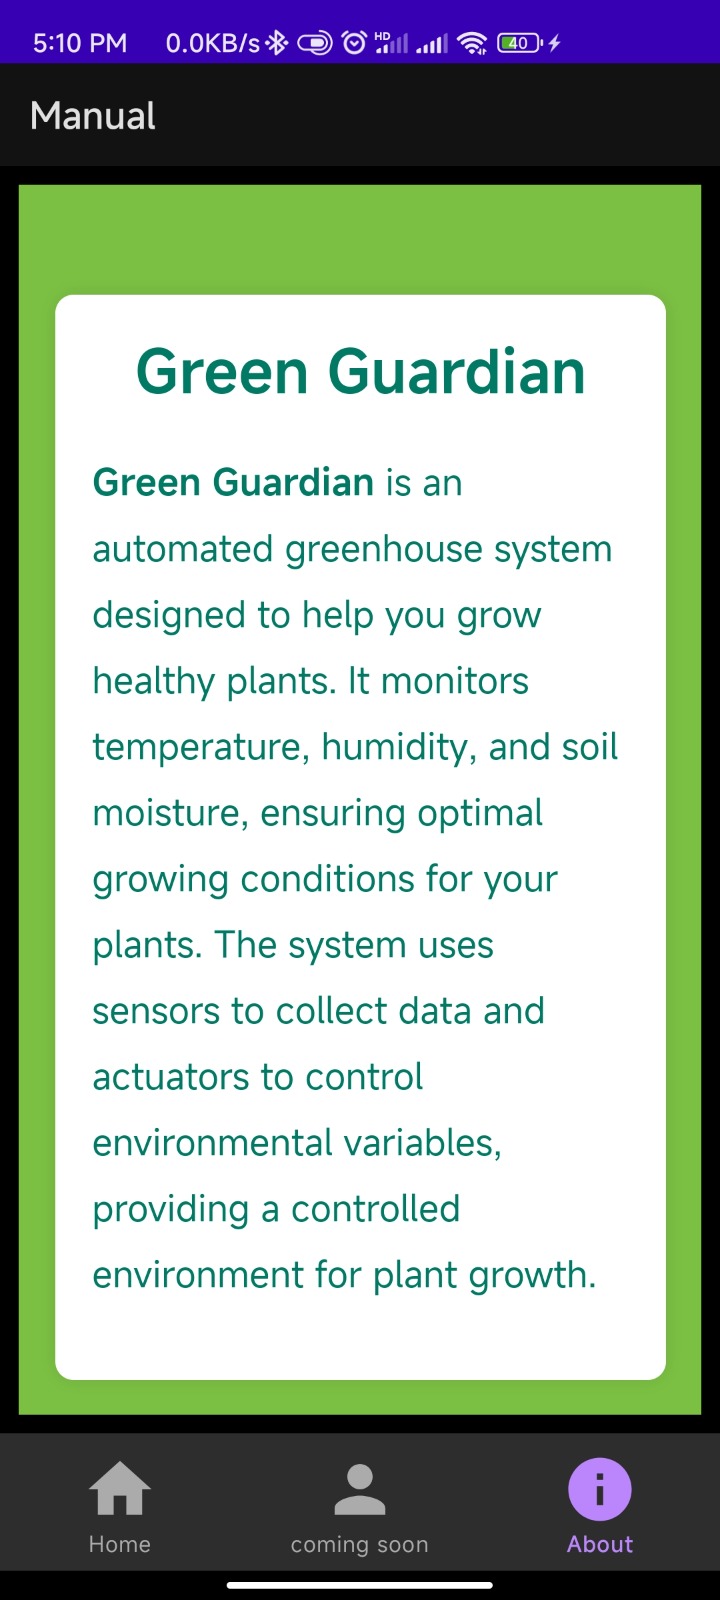 5:10 PM 0.0KB/s HD 40
Manual
Green Guardian
Green Guardian is an
automated greenhouse system
designed to help you grow
healthy plants. It monitors
temperature, humidity, and soil
moisture, ensuring optimal
growing conditions for your
plants. The system uses
sensors to collect data and
actuators to control
environmental variables,
providing a controlled
environment for plant growth.
Home coming soon About